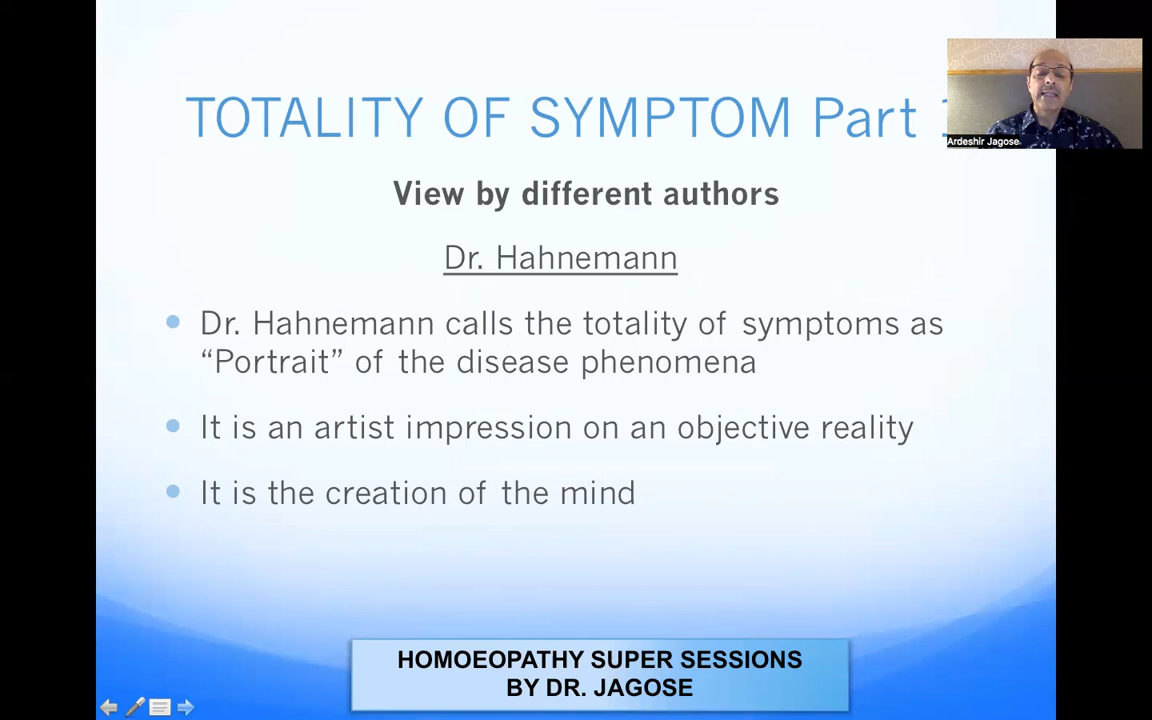 TOTALITY OF SYMPTOM Part
Ardeshir Jagose
View by different authors
Dr. Hahnemann
Dr. Hahnemann calls the totality of symptoms as
“Portrait” of the disease phenomena
It is an artist impression on an objective reality
It is the creation of the mind
HOMOEOPATHY SUPER SESSIONS
BY DR. JAGOSE